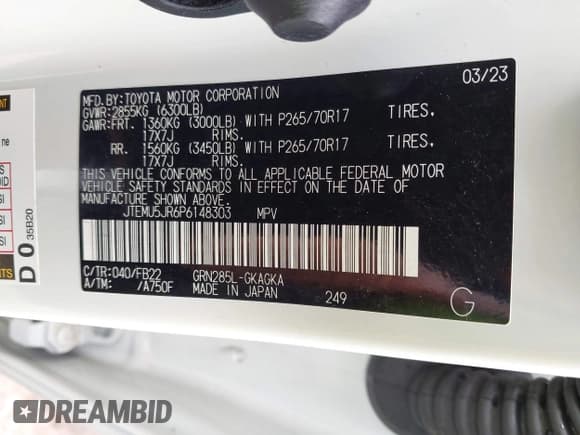 03/23
MFD.BY:TOYOTA MOTOR CORPORATION
GVWR:2855KG (6300LB)
GAWR:FRT. 1360KG (3000LB) WITH P265/70R17 TIRES,
17X7J RIMS.
RR. 1560KG (3450LB) WITH P265/70R17 TIRES,
17X7J RIMS.
THIS VEHICLE CONFORMS TO ALL APPLICABLE FEDERAL MOTOR
VEHICLE SAFETY STANDARDS IN EFFECT ON THE DATE OF
MANUFACTURE SHOWN ABOVE.
JTEMU5JR6P6148303 MPV
C/TR:040/FB22 GRN285L-GKAGKA
A/TM: /A750F MADE IN JAPAN 249
G
D 0 35B20
DREAMBID